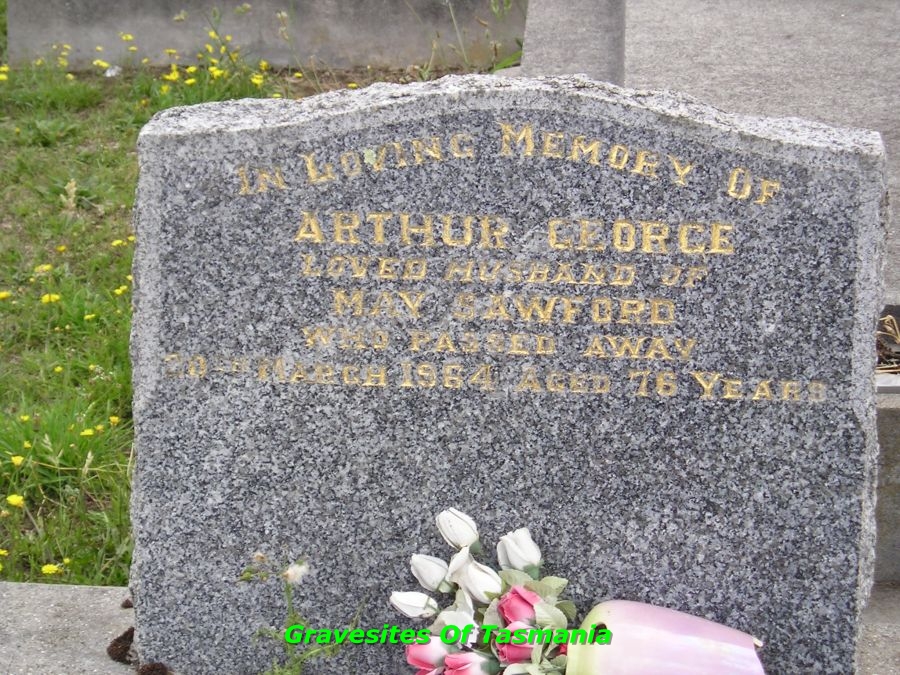 In Loving Memory Of
ARTHUR GEORGE
LOVED HUSBAND OF
MAY SAWFORD
WHO PASSED AWAY
30TH MARCH 1964 AGED 76 YEARS
Gravesites Of Tasmania